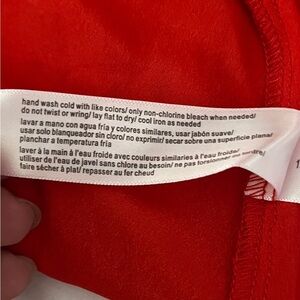 hand wash cold with like colors/ only non-chlorine bleach when needed/
do not twist or wring/ lay flat to dry/ cool iron as needed
lavar a mano con agua fría y colores similares, usar jabón suave/
usar solo blanqueador sin cloro/ no exprimir/ secar sobre una superficie plana/
planchar a temperatura fría
laver à la main à l'eau froide avec couleurs similaries à l'eau froide/
utiliser de l'eau de javel sans chlore au besoin/ ne pas torsionner
faire sécher à plat/ repasser au fer chaud